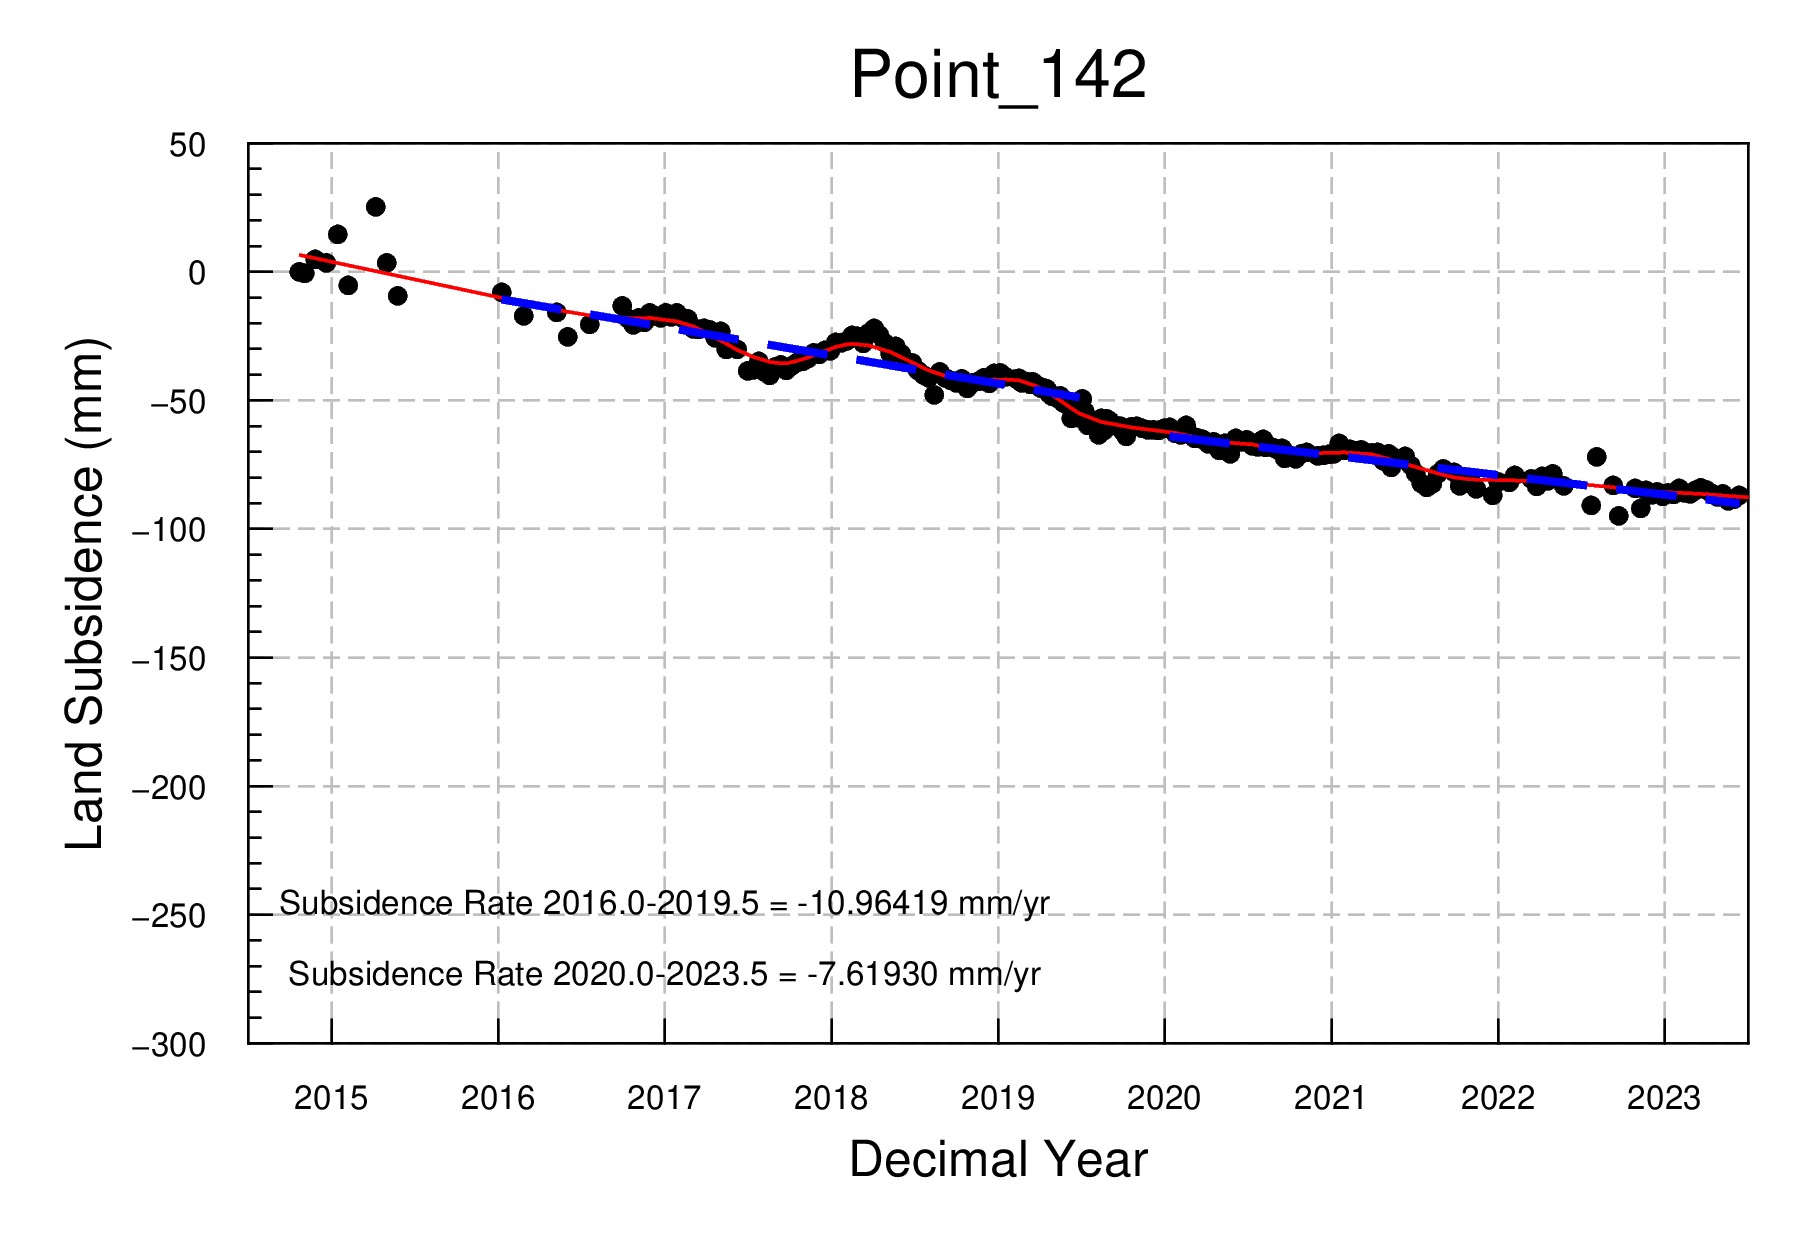 Point_142
50
0
−50
−100
−150
−200
−250
−300
Land Subsidence (mm)
Subsidence Rate 2016.0-2019.5 = -10.96419 mm/yr
Subsidence Rate 2020.0-2023.5 = -7.61930 mm/yr
2015 2016 2017 2018 2019 2020 2021 2022 2023
Decimal Year